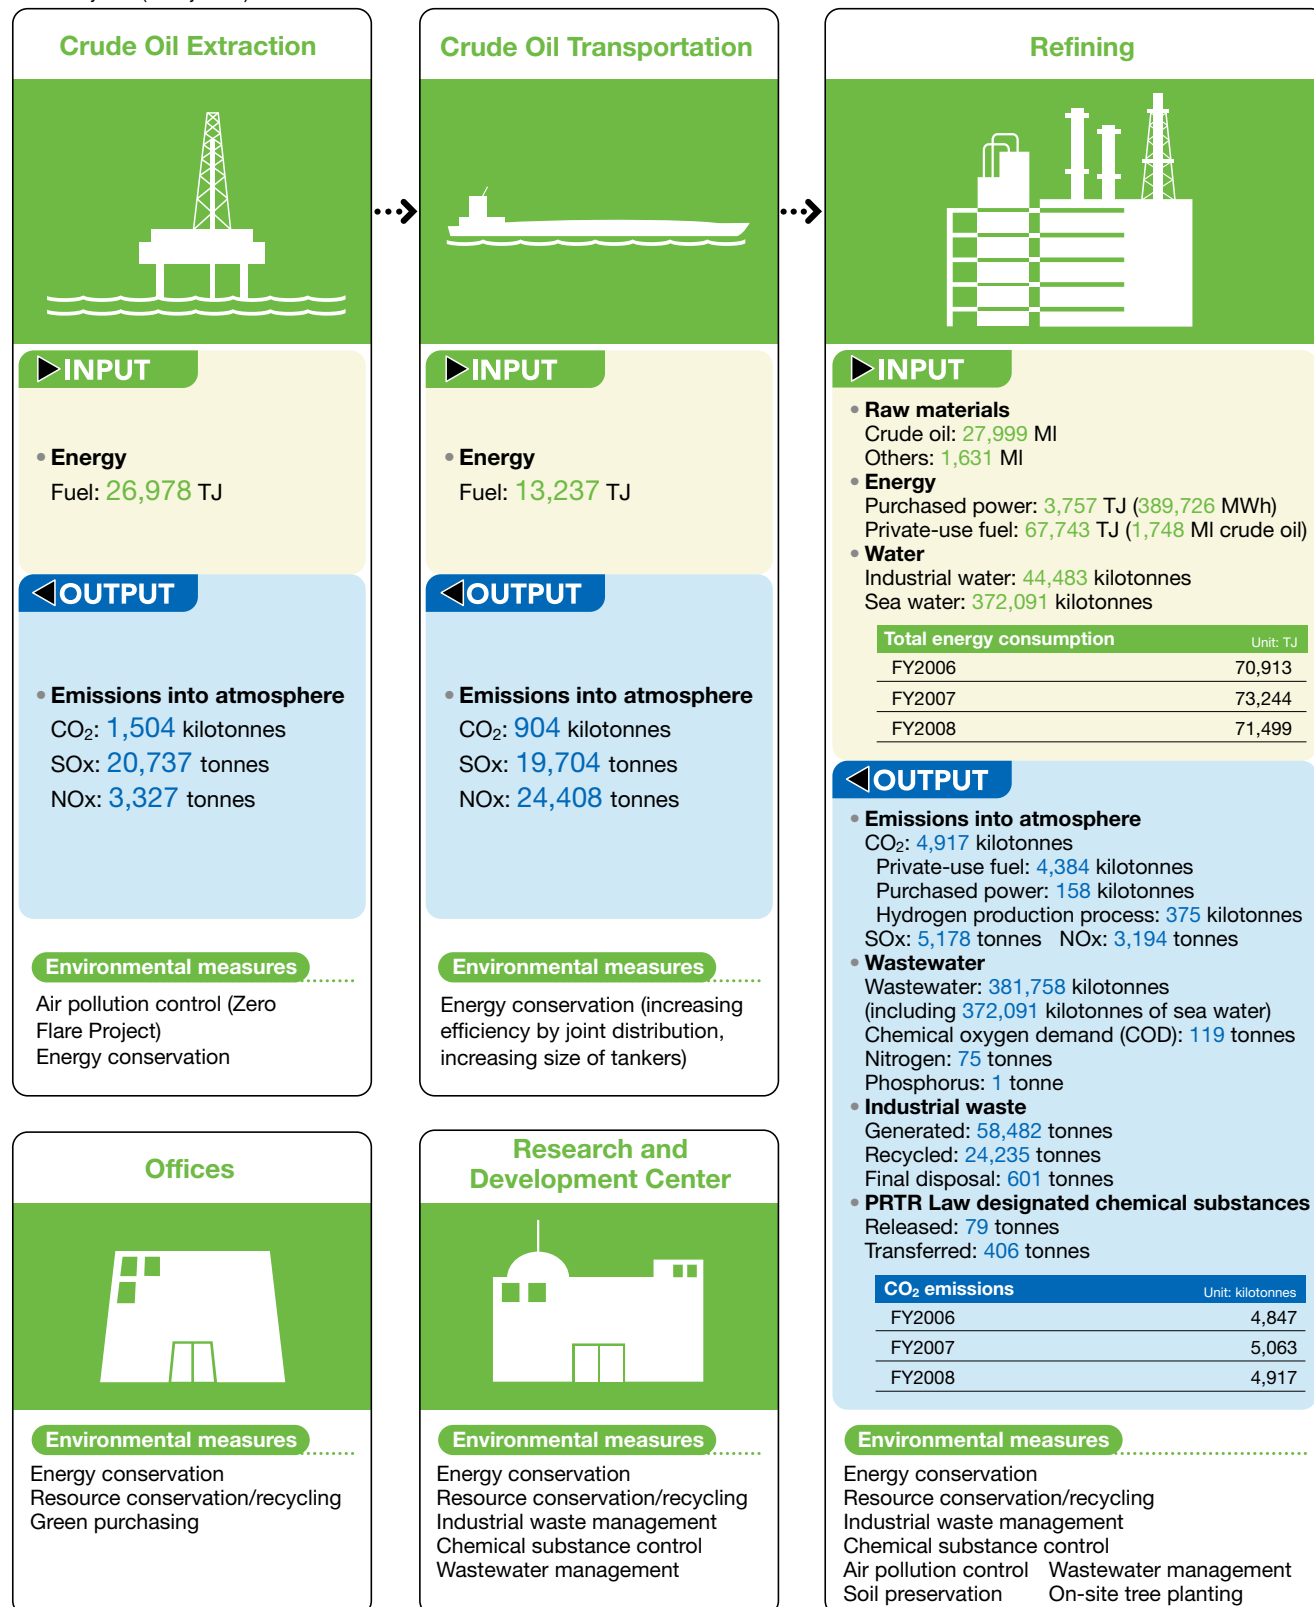 Crude Oil Extraction
INPUT
• Energy
Fuel: 26,978 TJ
OUTPUT
• Emissions into atmosphere
CO₂: 1,504 kilotonnes
SOx: 20,737 tonnes
NOx: 3,327 tonnes
Environmental measures
Air pollution control (Zero
Flare Project)
Energy conservation
Crude Oil Transportation
INPUT
• Energy
Fuel: 13,237 TJ
OUTPUT
• Emissions into atmosphere
CO₂: 904 kilotonnes
SOx: 19,704 tonnes
NOx: 24,408 tonnes
Environmental measures
Energy conservation (increasing
efficiency by joint distribution,
increasing size of tankers)
Refining
INPUT
• Raw materials
Crude oil: 27,999 Ml
Others: 1,631 Ml
• Energy
Purchased power: 3,757 TJ (389,726 MWh)
Private-use fuel: 67,743 TJ (1,748 Ml crude oil)
• Water
Industrial water: 44,483 kilotonnes
Sea water: 372,091 kilotonnes
Total energy consumption Unit: TJ
FY2006 70,913
FY2007 73,244
FY2008 71,499
OUTPUT
• Emissions into atmosphere
CO₂: 4,917 kilotonnes
Private-use fuel: 4,384 kilotonnes
Purchased power: 158 kilotonnes
Hydrogen production process: 375 kilotonnes
SOx: 5,178 tonnes NOx: 3,194 tonnes
• Wastewater
Wastewater: 381,758 kilotonnes
(including 372,091 kilotonnes of sea water)
Chemical oxygen demand (COD): 119 tonnes
Nitrogen: 75 tonnes
Phosphorus: 1 tonne
• Industrial waste
Generated: 58,482 tonnes
Recycled: 24,235 tonnes
Final disposal: 601 tonnes
• PRTR Law designated chemical substances
Released: 79 tonnes
Transferred: 406 tonnes
CO₂ emissions Unit: kilotonnes
FY2006 4,847
FY2007 5,063
FY2008 4,917
Environmental measures
Energy conservation
Resource conservation/recycling
Industrial waste management
Chemical substance control
Air pollution control Wastewater management
Soil preservation On-site tree planting
Offices
Environmental measures
Energy conservation
Resource conservation/recycling
Green purchasing
Research and
Development Center
Environmental measures
Energy conservation
Resource conservation/recycling
Industrial waste management
Chemical substance control
Wastewater management